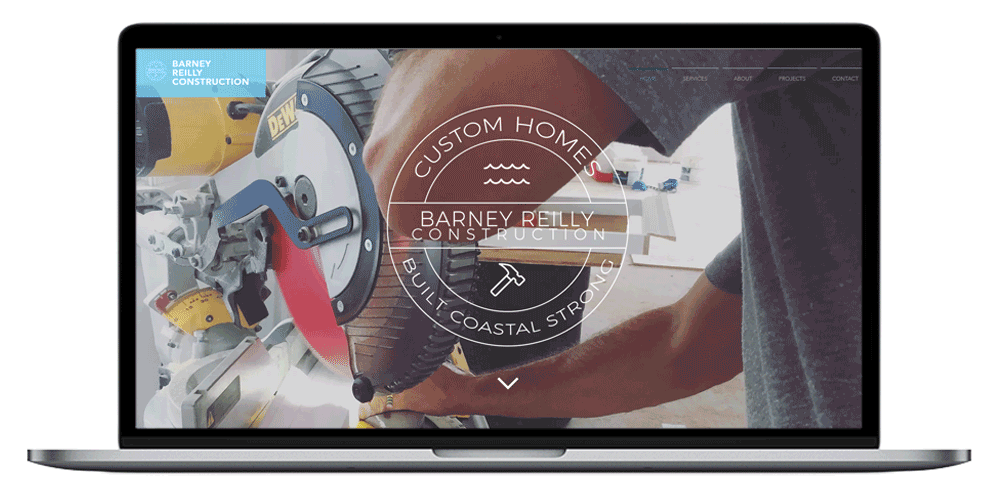 BARNEY
REILLY
CONSTRUCTION
HOME
SERVICES
ABOUT
PROJECTS
CONTACT
DEW
CUSTOM HOMES
BARNEY REILLY
CONSTRUCTION
BUILT COASTAL STRONG